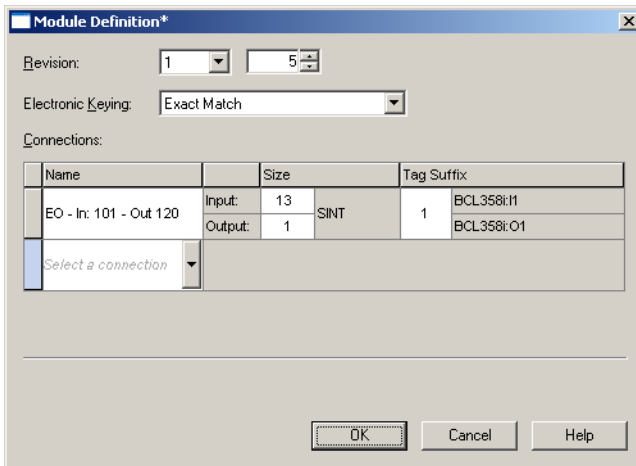 Module Definition*
Revision: 1 5
Electronic Keying: Exact Match
Connections:
Name Size Tag Suffix
EO - In: 101 - Out 120 Input: 13 SINT 1 BCL358i:I1
Output: 1 BCL358i:O1
Select a connection
OK Cancel Help